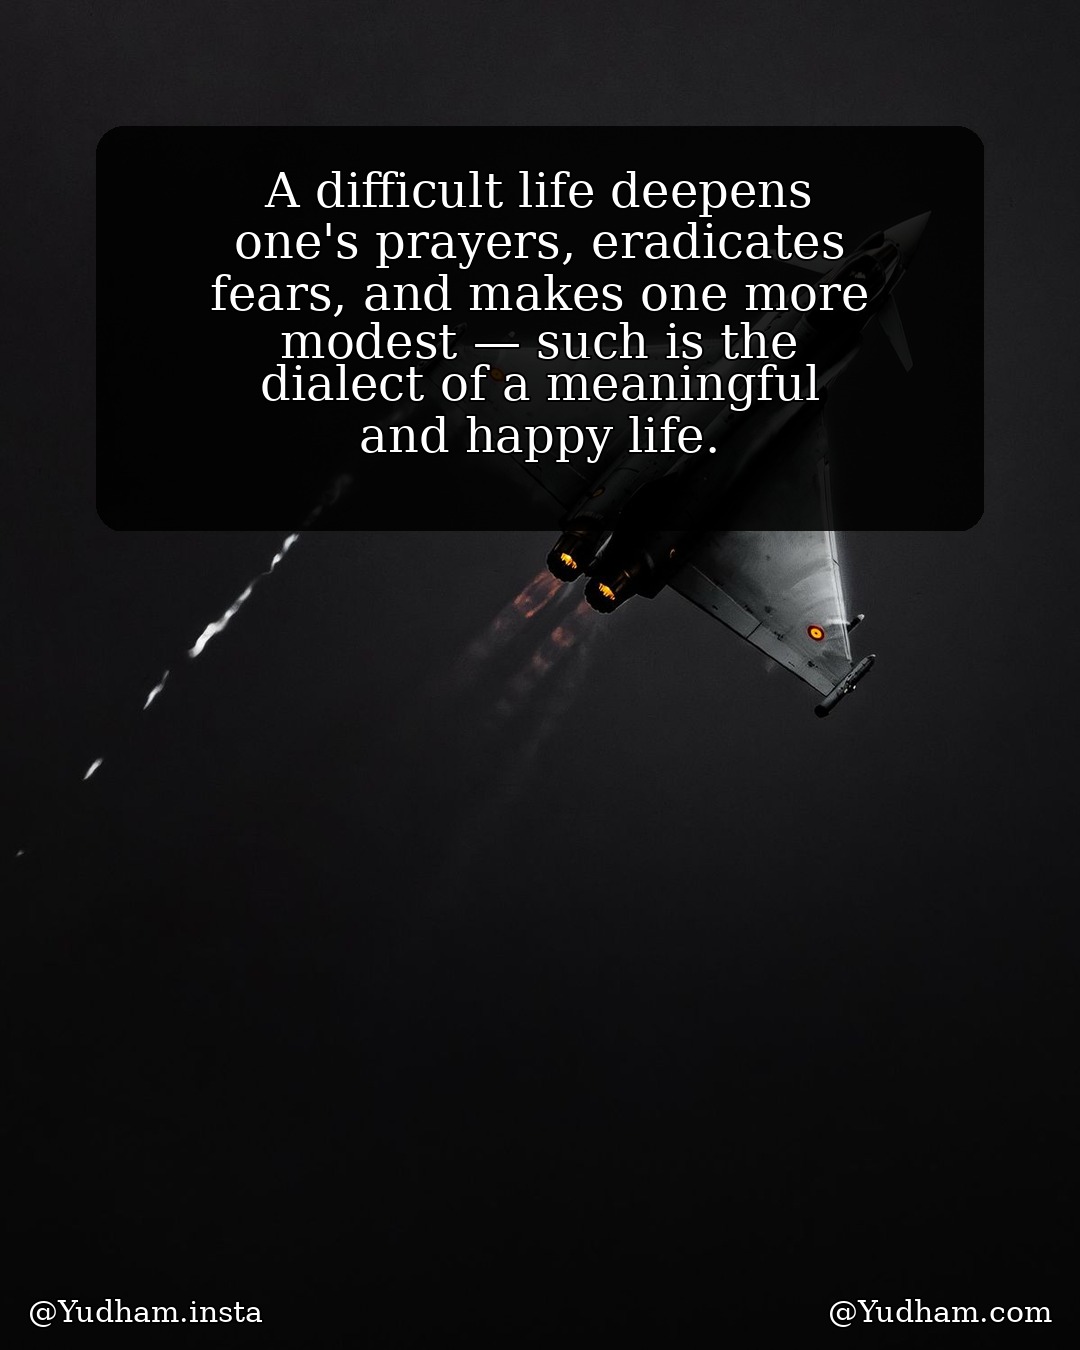 A difficult life deepens
one's prayers, eradicates
fears, and makes one more
modest — such is the
dialect of a meaningful
and happy life.
@Yudham.insta
@Yudham.com